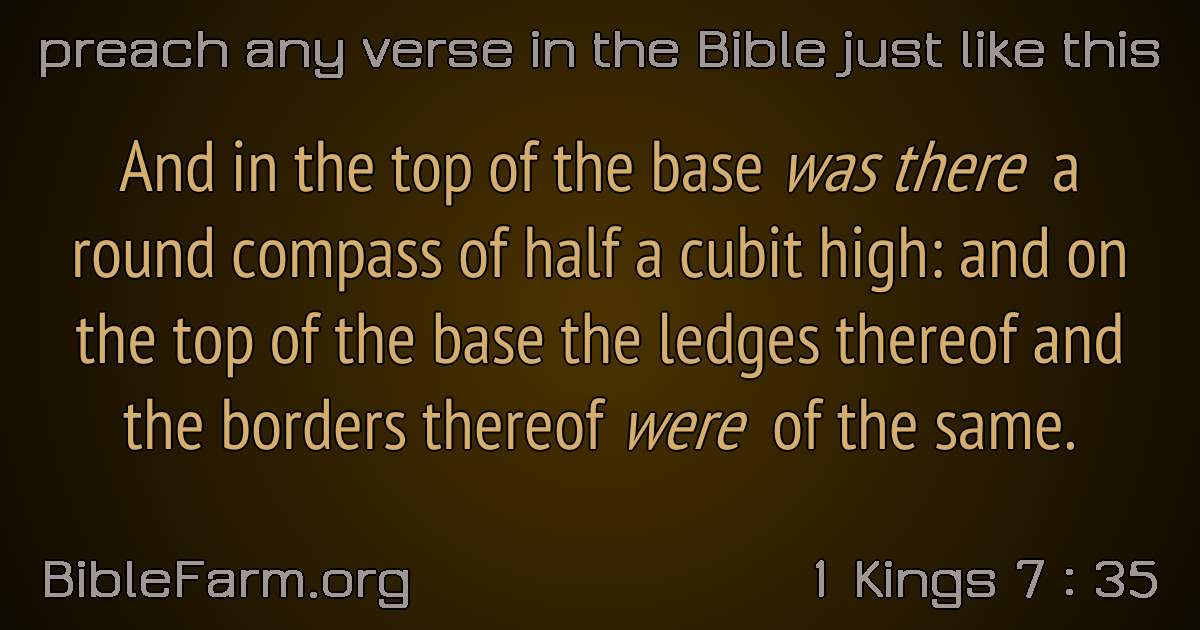 preach any verse in the Bible just like this
And in the top of the base was there a
round compass of half a cubit high: and on
the top of the base the ledges thereof and
the borders thereof were of the same.
BibleFarm.org
1 Kings 7 : 35